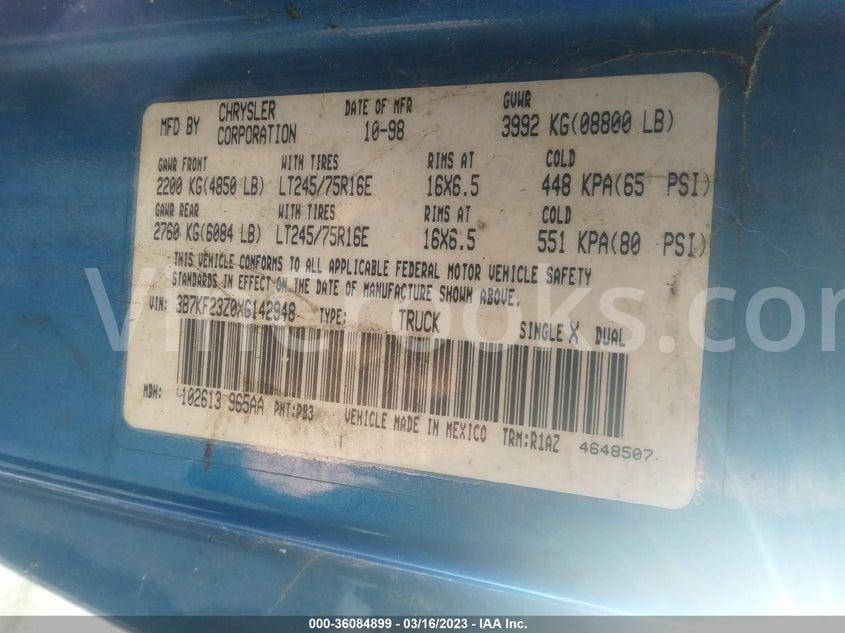 MFD BY CHRYSLER CORPORATION DATE OF MFR 10-98 GVWR 3992 KG(08800 LB)
GAWR FRONT WITH TIRES RIMS AT COLD
2200 KG(4850 LB) LT245/75R16E 16X6.5 448 KPA(65 PSI)
GAWR REAR WITH TIRES RIMS AT COLD
2760 KG(6084 LB) LT245/75R16E 16X6.5 551 KPA(80 PSI)
THIS VEHICLE CONFORMS TO ALL APPLICABLE FEDERAL MOTOR VEHICLE SAFETY
STANDARDS IN EFFECT ON THE DATE OF MANUFACTURE SHOWN ABOVE.
VIN: 3B7KF23Z0XG142948 TYPE: TRUCK SINGLE X DUAL
MDH: 102613 965AA PNT:PB3 VEHICLE MADE IN MEXICO TRM:R1AZ 4648507
000-36084899 — 03/16/2023 — IAA Inc.